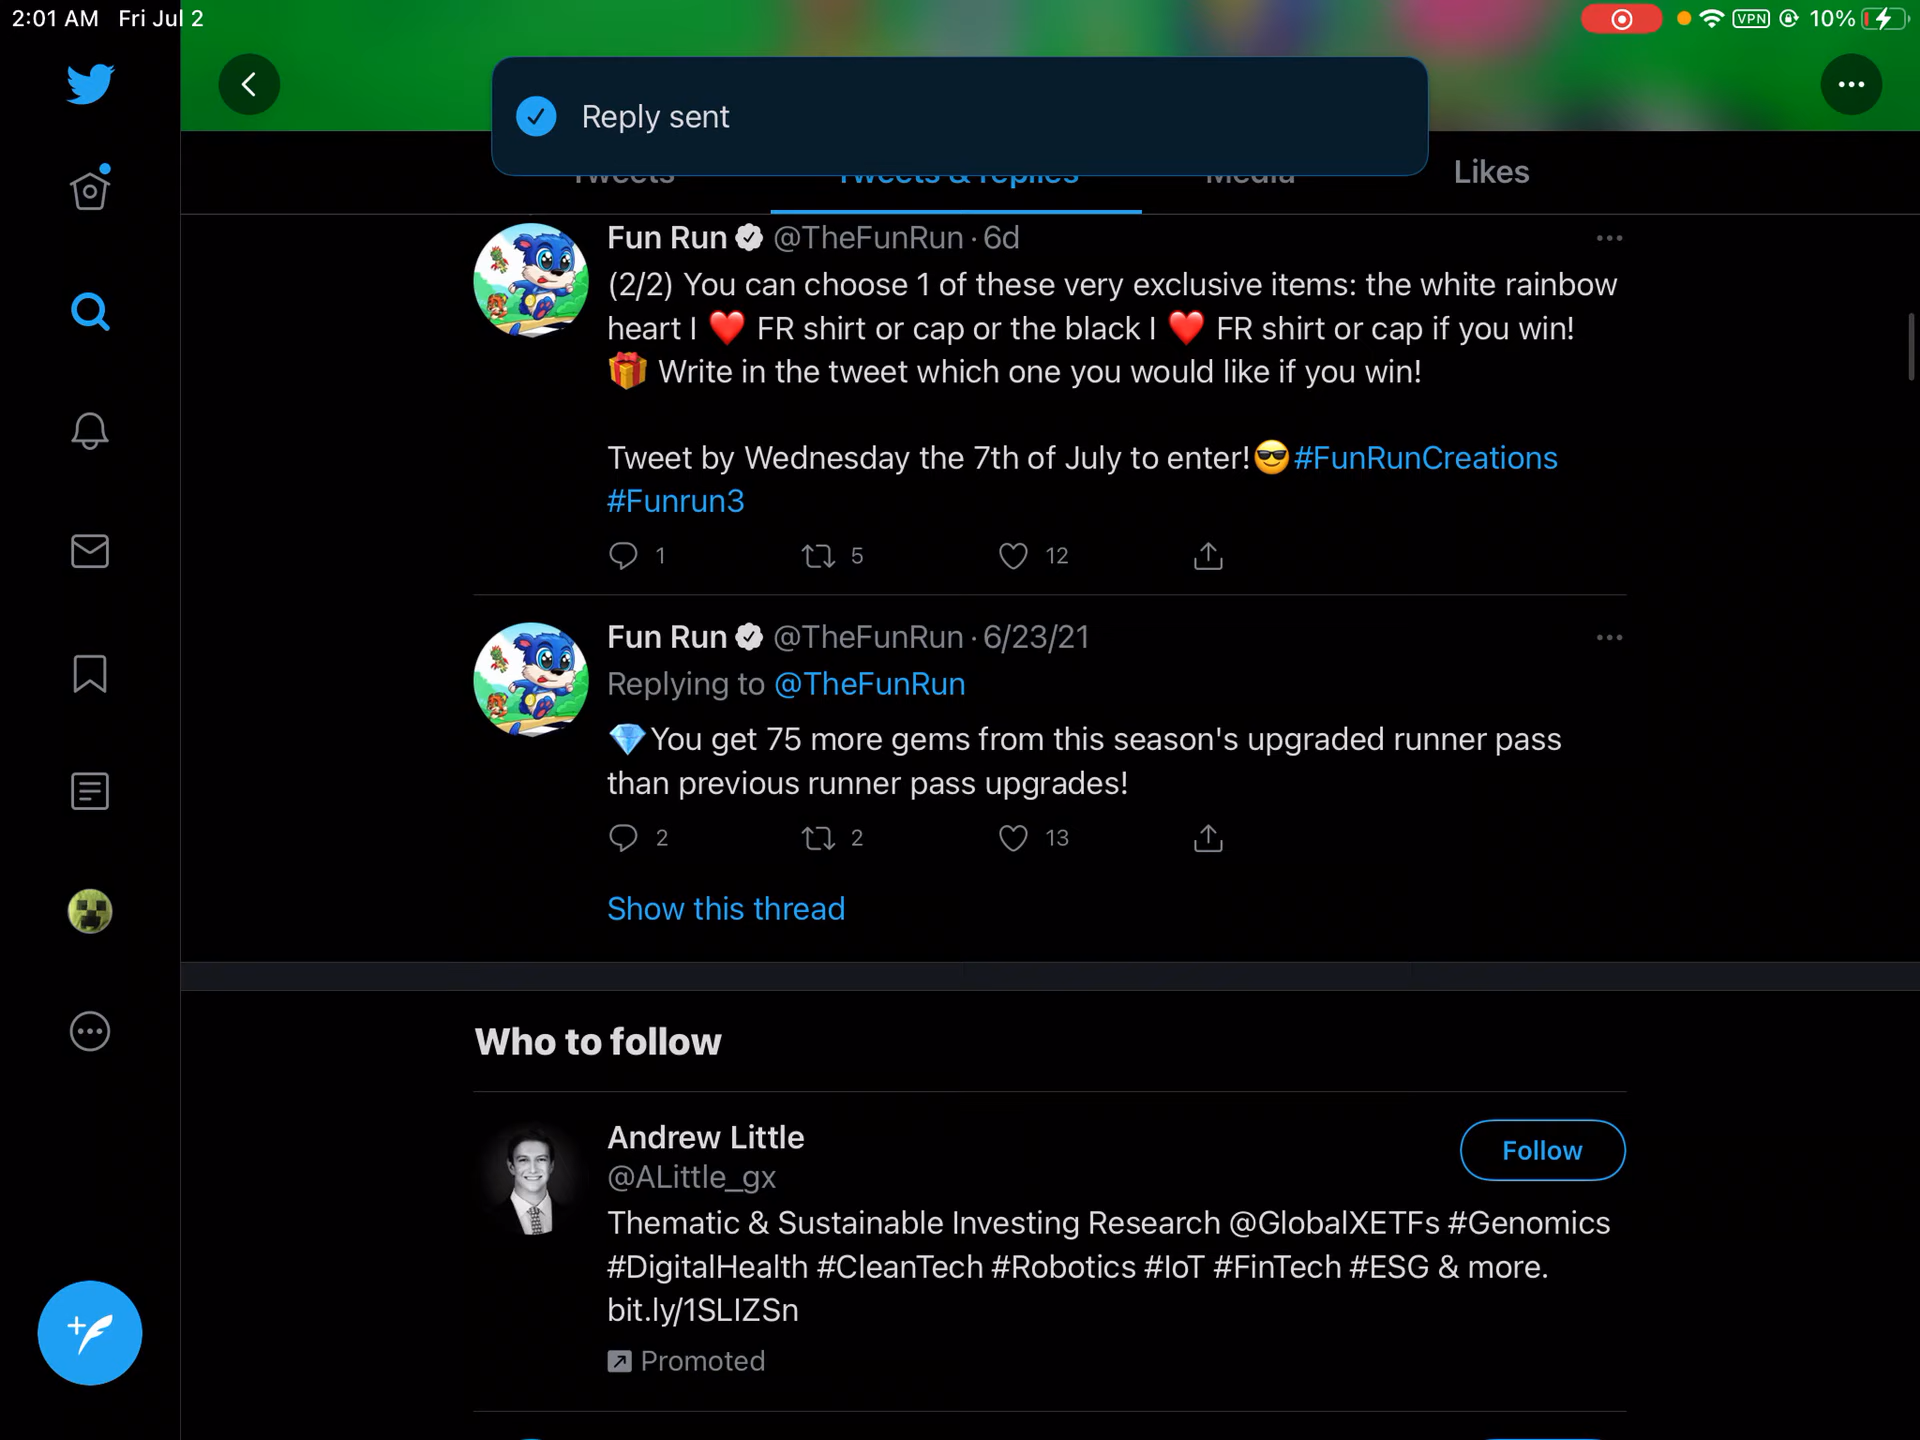 2:01 AM Fri Jul 2
VPN 10%
Reply sent
Tweets Tweets & replies Media Likes
Fun Run @TheFunRun · 6d
(2/2) You can choose 1 of these very exclusive items: the white rainbow
heart I ❤️ FR shirt or cap or the black I ❤️ FR shirt or cap if you win!
🎁 Write in the tweet which one you would like if you win!
Tweet by Wednesday the 7th of July to enter!😎#FunRunCreations
#Funrun3
1 5 12
Fun Run @TheFunRun · 6/23/21
Replying to @TheFunRun
💎You get 75 more gems from this season's upgraded runner pass
than previous runner pass upgrades!
2 2 13
Show this thread
Who to follow
Andrew Little
@ALittle_gx
Follow
Thematic & Sustainable Investing Research @GlobalXETFs #Genomics
#DigitalHealth #CleanTech #Robotics #IoT #FinTech #ESG & more.
bit.ly/1SLIZSn
Promoted